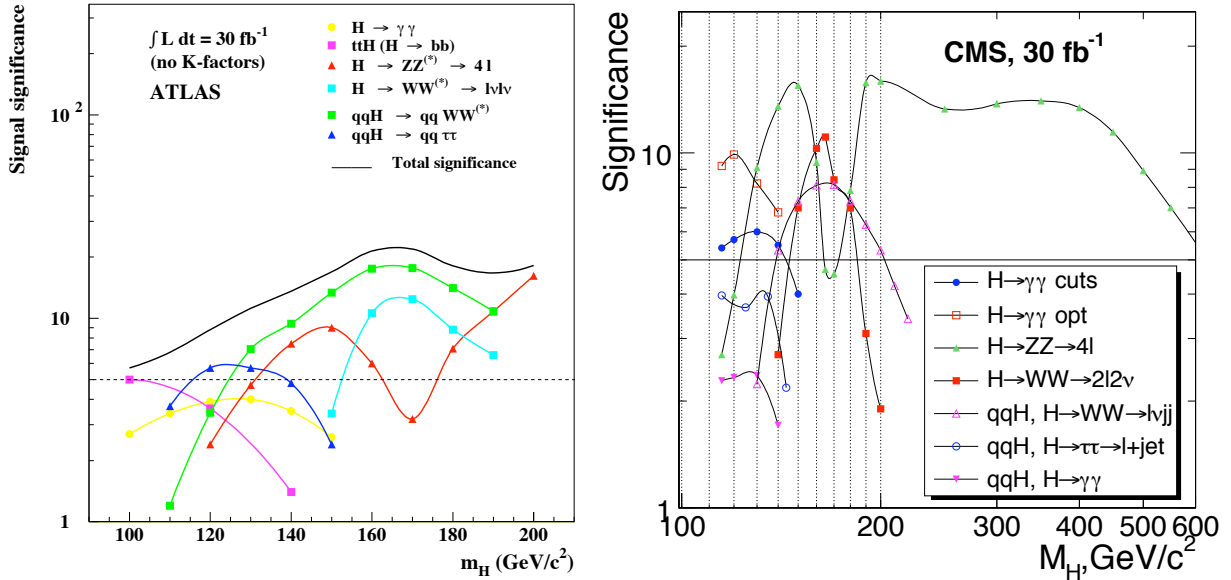 Signal significance
∫ L dt = 30 fb⁻¹
(no K-factors)
ATLAS
H → γ γ
ttH (H → bb)
H → ZZ⁽*⁾ → 4 l
H → WW⁽*⁾ → lνlν
qqH → qq WW⁽*⁾
qqH → qq ττ
Total significance
10²
10
1
100 120 140 160 180 200
m_H (GeV/c²)
Significance
CMS, 30 fb⁻¹
10
1
H→γγ cuts
H→γγ opt
H→ZZ→4l
H→WW→2l2ν
qqH, H→WW→lνjj
qqH, H→ττ→l+jet
qqH, H→γγ
100 200 300 400 500 600
M_H,GeV/c²